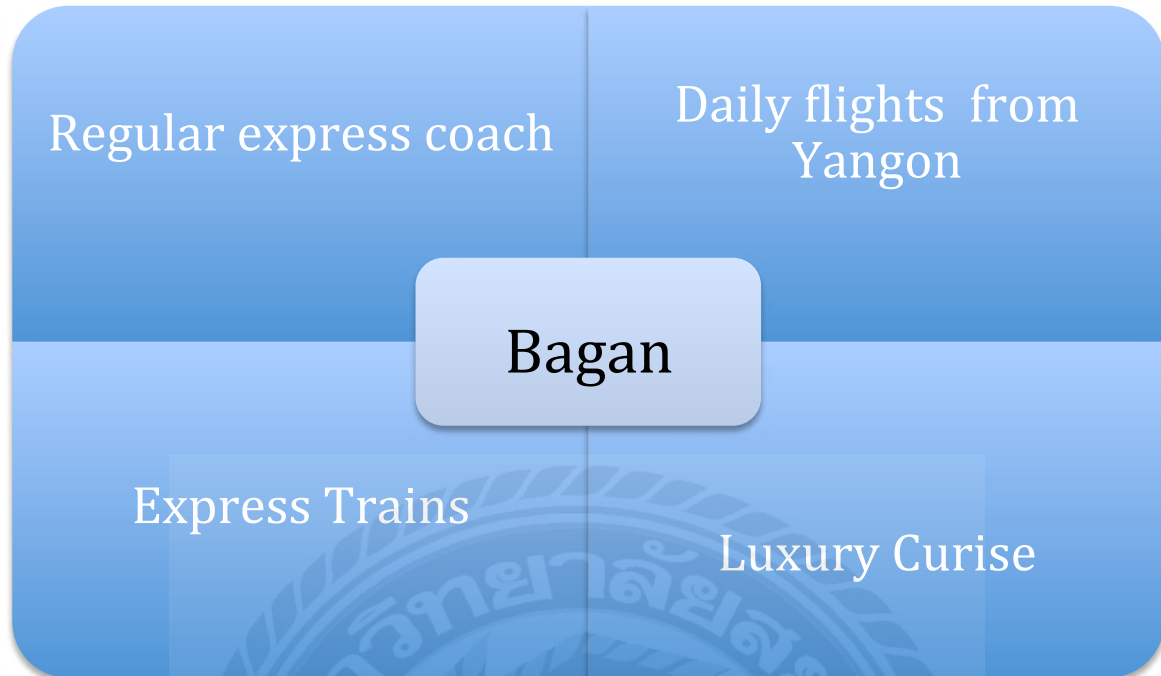 Regular express coach
Daily flights from
Yangon
Bagan
Express Trains
Luxury Curise